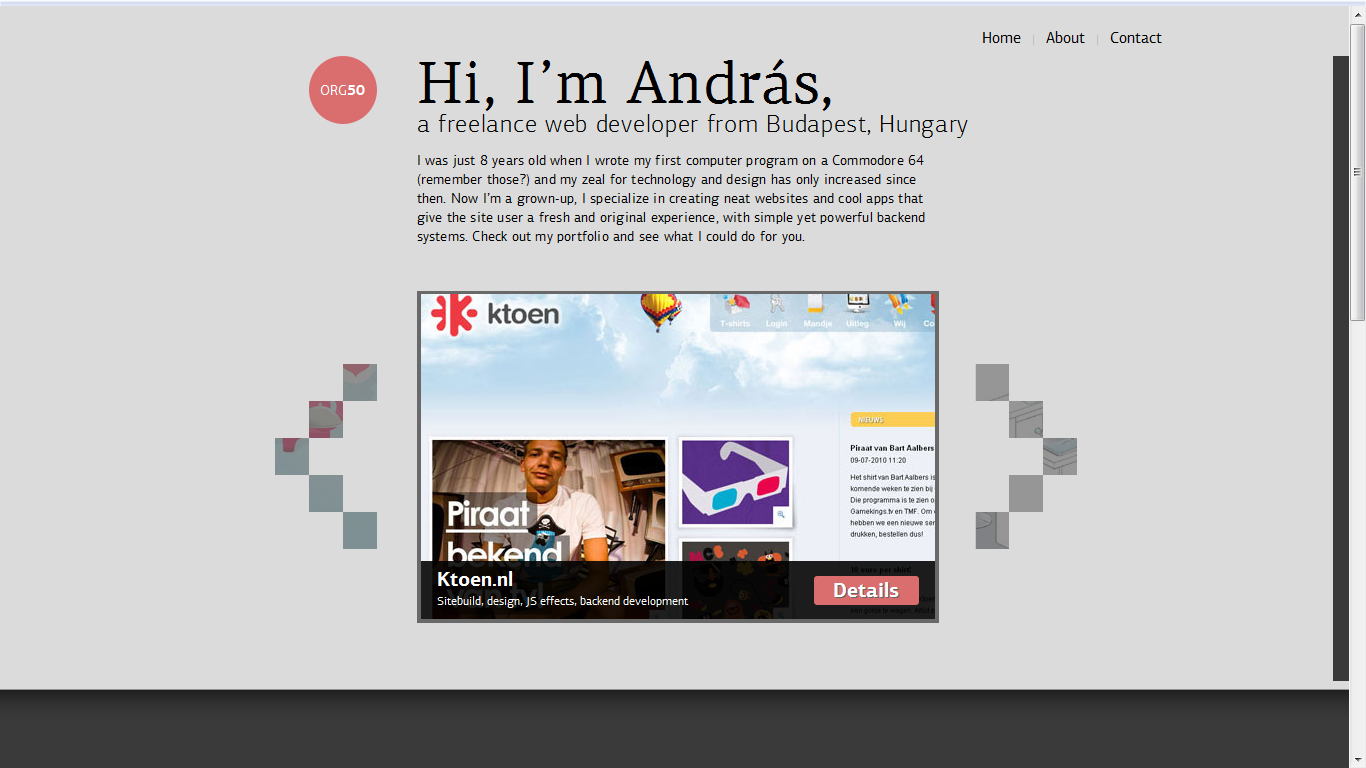 Home | About | Contact
ORG50
Hi, I’m András,
a freelance web developer from Budapest, Hungary
I was just 8 years old when I wrote my first computer program on a Commodore 64
(remember those?) and my zeal for technology and design has only increased since
then. Now I’m a grown-up, I specialize in creating neat websites and cool apps that
give the site user a fresh and original experience, with simple yet powerful backend
systems. Check out my portfolio and see what I could do for you.
ktoen
T-shirts Login Mandje Uitleg Wij Co
NIEUWS
Piraat van Bart Aalbers
09-07-2010 11:20
Het shirt van Bart Aalbers is
komende weken te zien bij
Die programma is te zien o
Gamekings.tv en TMF. Om
hebben we een nieuwe ser
drukken, bestellen dus!
Piraat
bekend
van tv!
10 euro per shirt!
Ktoen.nl
Sitebuild, design, JS effects, backend development
Details